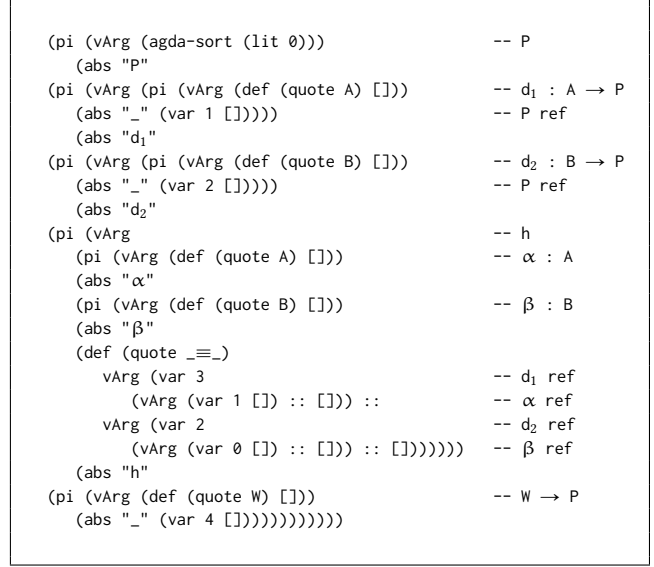 (pi (vArg (agda-sort (lit 0))) -- P
(abs "P"
(pi (vArg (pi (vArg (def (quote A) [])) -- d₁ : A → P
(abs "_" (var 1 [])))) -- P ref
(abs "d₁"
(pi (vArg (pi (vArg (def (quote B) [])) -- d₂ : B → P
(abs "_" (var 2 [])))) -- P ref
(abs "d₂"
(pi (vArg -- h
(pi (vArg (def (quote A) [])) -- α : A
(abs "α"
(pi (vArg (def (quote B) [])) -- β : B
(abs "β"
(def (quote _≡_)
vArg (var 3 -- d₁ ref
(vArg (var 1 []) :: [])) :: -- α ref
vArg (var 2 -- d₂ ref
(vArg (var 0 []) :: [])) :: []))))))  -- β ref
(abs "h"
(pi (vArg (def (quote W) [])) -- W → P
(abs "_" (var 4 [])))))))))))